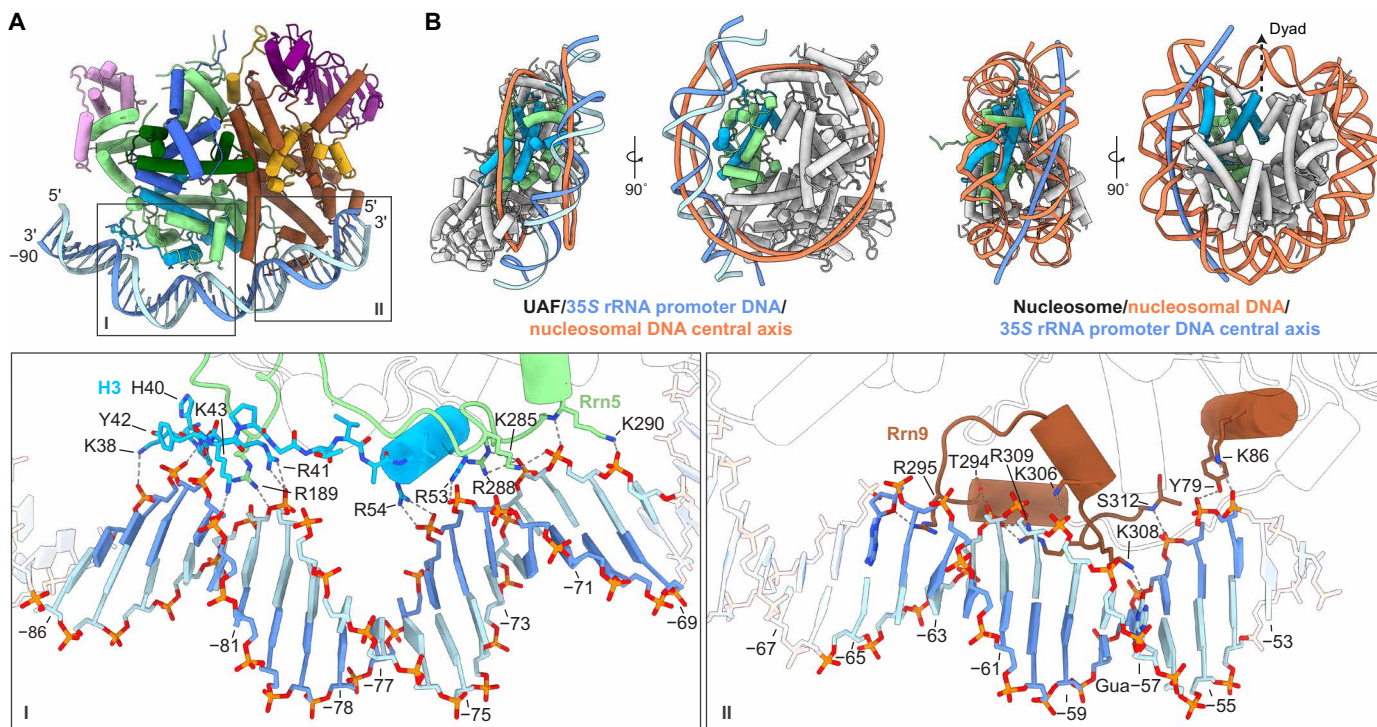 A
5'
3'
−90
5'
3'
I
II
B
90°
UAF/35S rRNA promoter DNA/
nucleosomal DNA central axis
Dyad
90°
Nucleosome/nucleosomal DNA/
35S rRNA promoter DNA central axis
H3
H40
K43
Y42
K38
R41
R189
R54
R53
R288
K285
Rrn5
K290
−86
−81
−78
−77
−75
−73
−71
−69
I
Rrn9
R295
T294
R309
K306
S312
K308
Y79
K86
−67
−65
−63
−61
−59
Gua−57
−55
−53
II